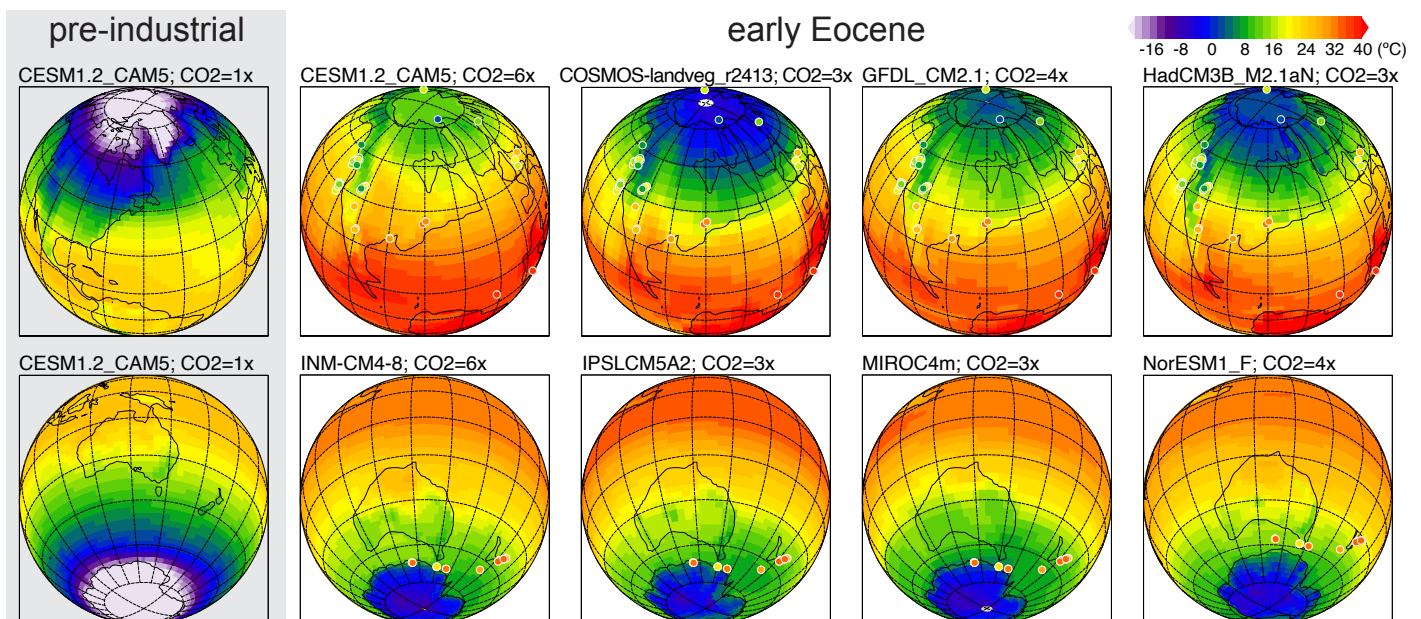 pre-industrial
early Eocene
-16 -8 0 8 16 24 32 40 (ºC)
CESM1.2_CAM5; CO2=1x
CESM1.2_CAM5; CO2=6x
COSMOS-landveg_r2413; CO2=3x
GFDL_CM2.1; CO2=4x
HadCM3B_M2.1aN; CO2=3x
CESM1.2_CAM5; CO2=1x
INM-CM4-8; CO2=6x
IPSLCM5A2; CO2=3x
MIROC4m; CO2=3x
NorESM1_F; CO2=4x